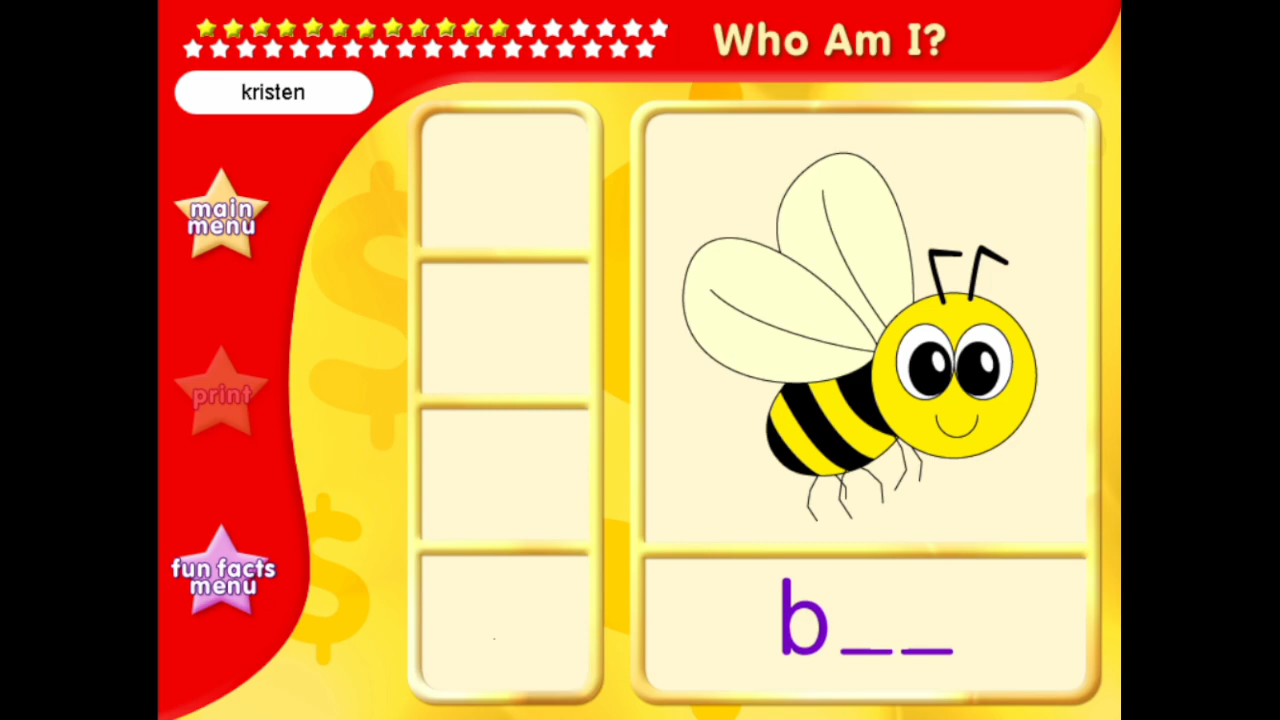 Who Am I?
kristen
main
menu
print
fun facts
menu
b__